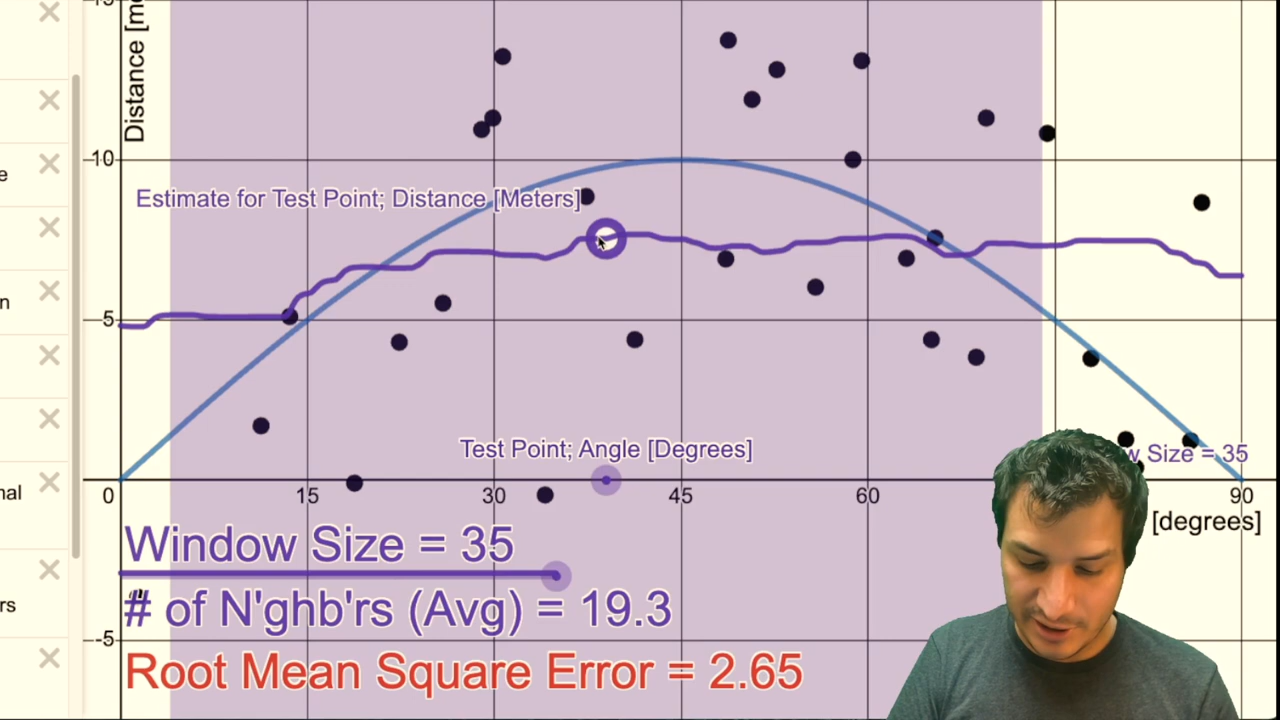 15
Distance [m
e
10
Estimate for Test Point; Distance [Meters]
n
5
Test Point; Angle [Degrees]
w Size = 35
nal
0
15
30
45
60
90
[degrees]
Window Size = 35
rs
# of N'ghb'rs (Avg) = 19.3
-5
Root Mean Square Error = 2.65